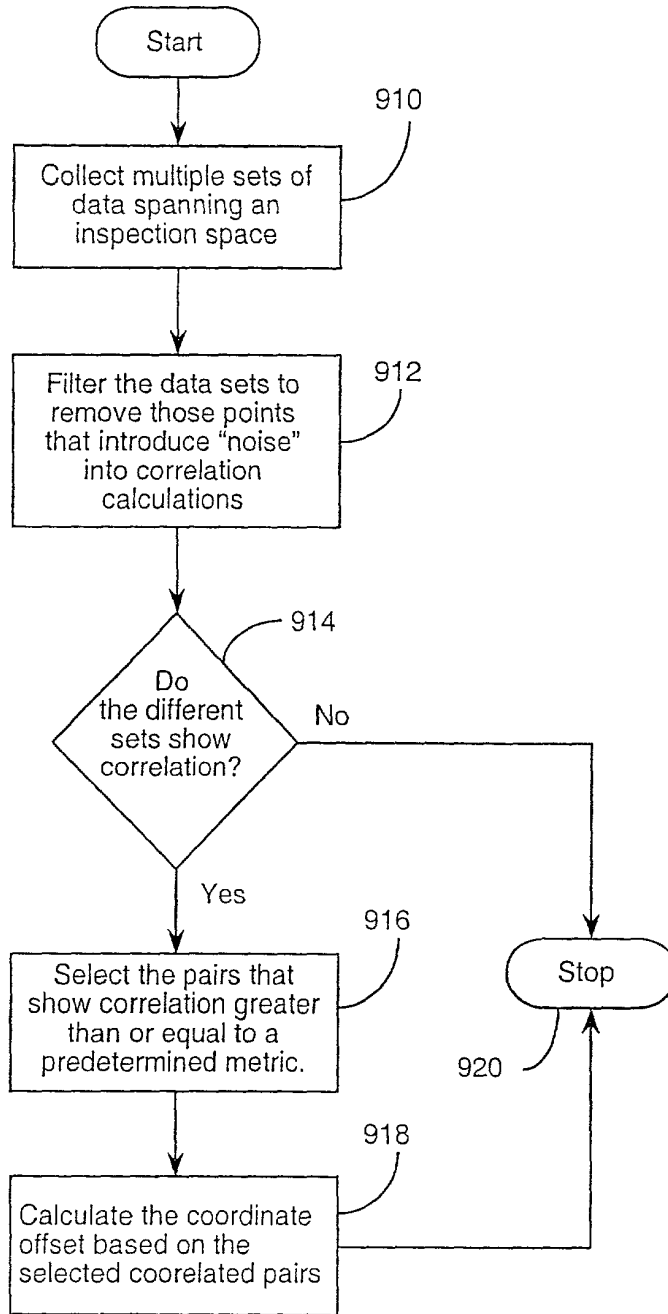 Start
910
Collect multiple sets of
data spanning an
inspection space
912
Filter the data sets to
remove those points
that introduce “noise”
into correlation
calculations
914
Do
the different
sets show
correlation?
No
Yes
916
Select the pairs that
show correlation greater
than or equal to a
predetermined metric.
Stop
920
918
Calculate the coordinate
offset based on the
selected coorelated pairs